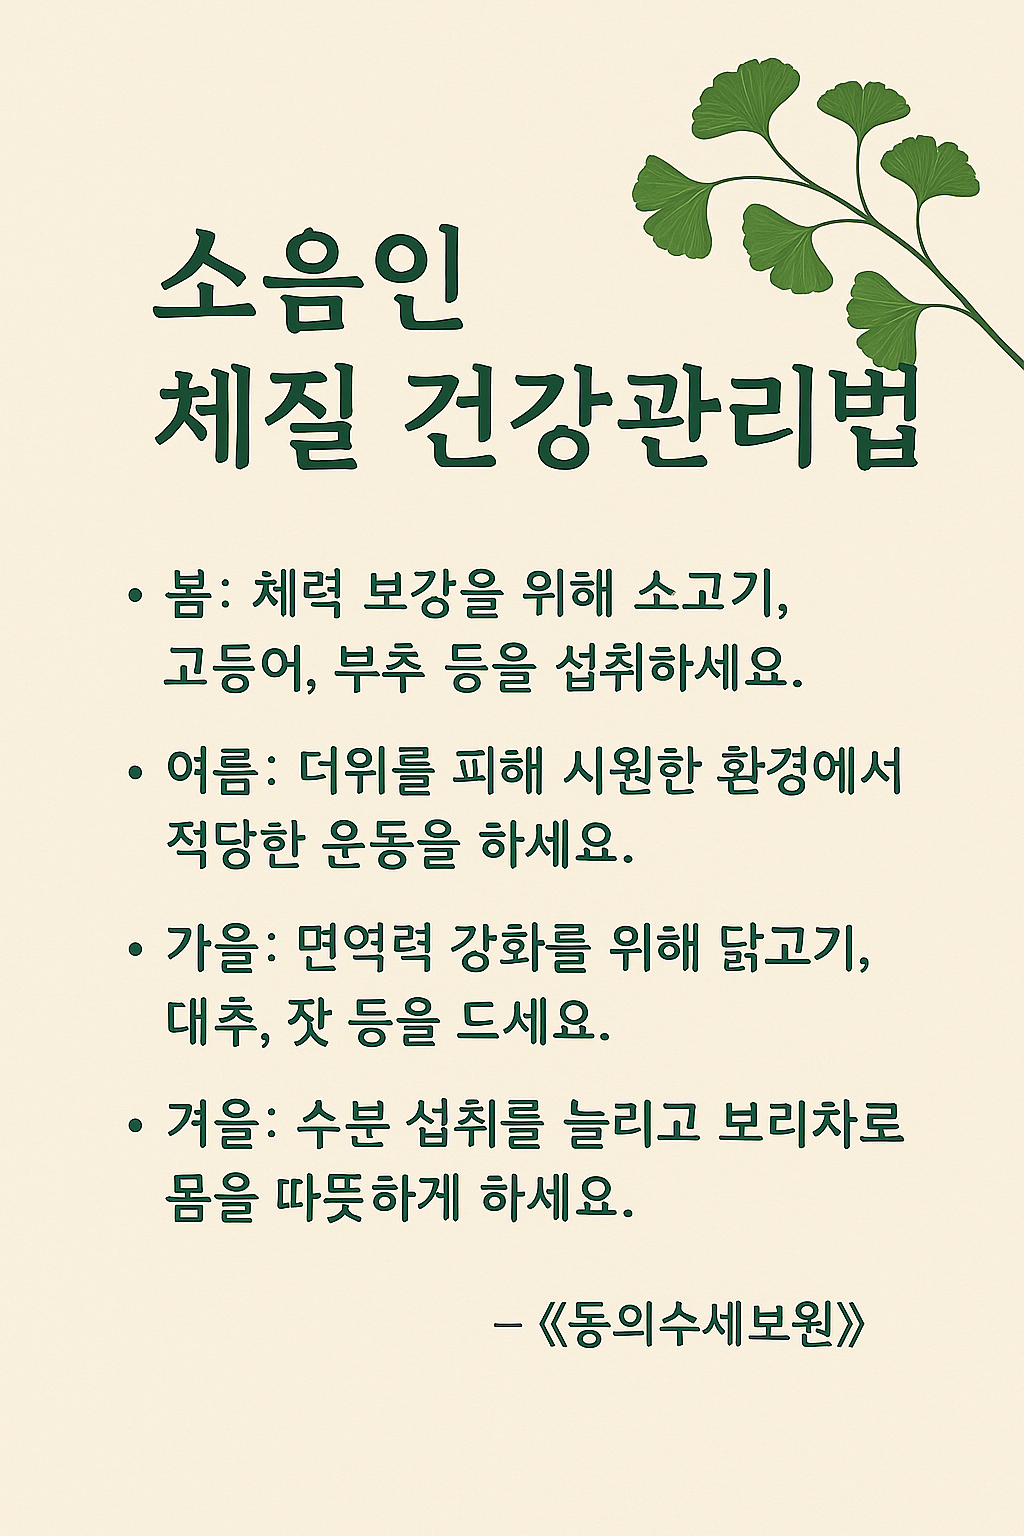 소음인
체질 건강관리법
• 봄: 체력 보강을 위해 소고기,
고등어, 부추 등을 섭취하세요.
• 여름: 더위를 피해 시원한 환경에서
적당한 운동을 하세요.
• 가을: 면역력 강화를 위해 닭고기,
대추, 잣 등을 드세요.
• 겨을: 수분 섭취를 늘리고 보리차로
몸을 따뜻하게 하세요.
–《동의수세보원》